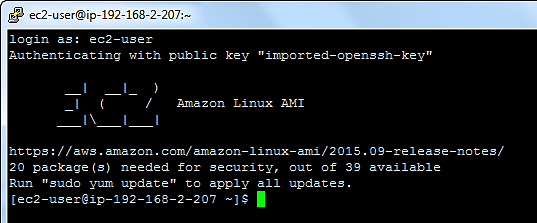 ec2-user@ip-192-168-2-207:~
login as: ec2-user
Authenticating with public key "imported-openssh-key"
       __|  __|_  )
       _|  (     /   Amazon Linux AMI
      ___|\___|___|
https://aws.amazon.com/amazon-linux-ami/2015.09-release-notes/
20 package(s) needed for security, out of 39 available
Run "sudo yum update" to apply all updates.
[ec2-user@ip-192-168-2-207 ~]$